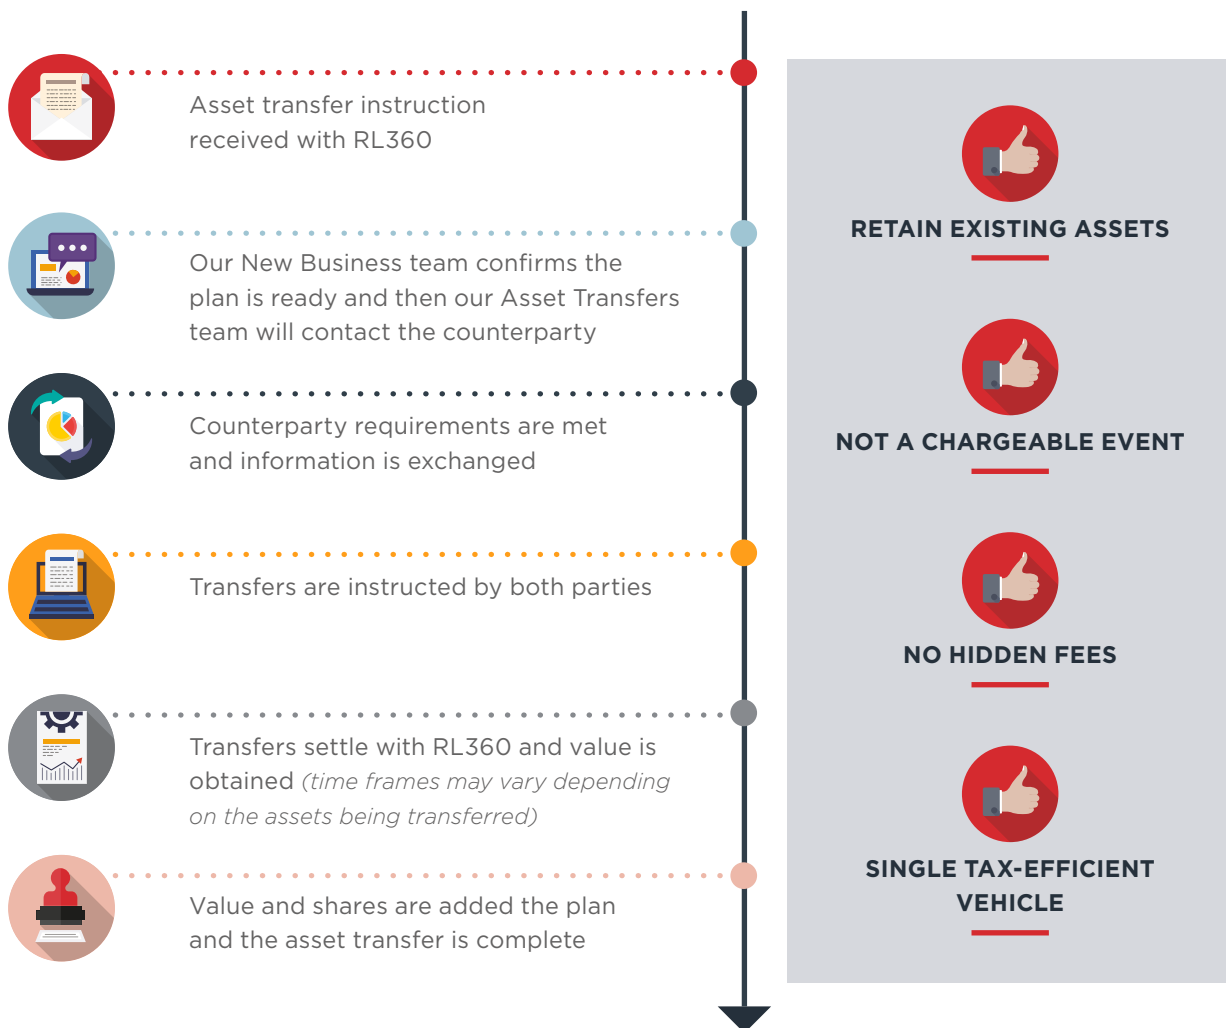 Asset transfer instruction
received with RL360
Our New Business team confirms the
plan is ready and then our Asset Transfers
team will contact the counterparty
Counterparty requirements are met
and information is exchanged
Transfers are instructed by both parties
Transfers settle with RL360 and value is
obtained (time frames may vary depending
on the assets being transferred)
Value and shares are added the plan
and the asset transfer is complete
RETAIN EXISTING ASSETS
NOT A CHARGEABLE EVENT
NO HIDDEN FEES
SINGLE TAX-EFFICIENT
VEHICLE